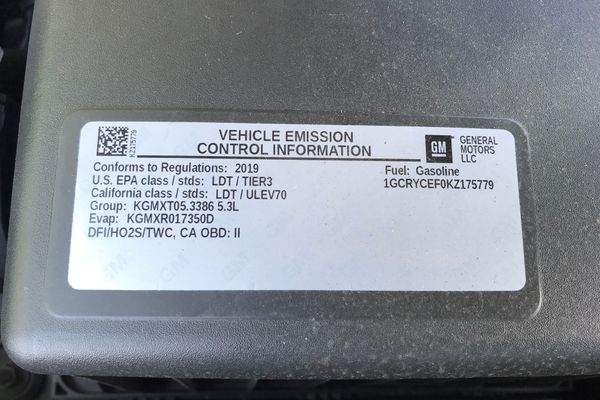 KZ175779
VEHICLE EMISSION
CONTROL INFORMATION
GM
GENERAL
MOTORS
LLC
Conforms to Regulations: 2019
U.S. EPA class / stds: LDT / TIER3
California class / stds: LDT / ULEV70
Group: KGMXT05.3386 5.3L
Evap: KGMXR017350D
DFI/HO2S/TWC, CA OBD: II
Fuel: Gasoline
1GCRYCEF0KZ175779